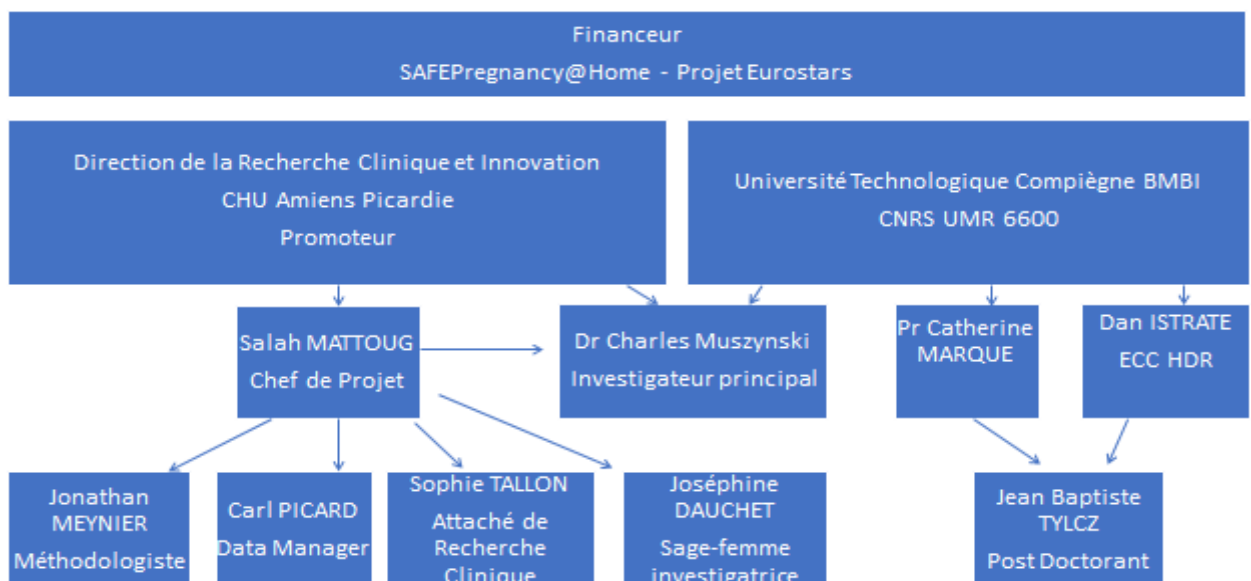 Financeur
SAFEPregnancy@Home - Projet Eurostars
Direction de la Recherche Clinique et Innovation
CHU Amiens Picardie
Promoteur
Université Technologique Compiègne BMBI
CNRS UMR 6600
Salah MATTOUG
Chef de Projet
Dr Charles Muszynski
Investigateur principal
Pr Catherine
MARQUE
Dan ISTRATE
ECC HDR
Jonathan
MEYNIER
Méthodologiste
Carl PICARD
Data Manager
Sophie TALLON
Attaché de
Recherche
Clinique
Joséphine
DAUCHET
Sage-femme
investigatrice
Jean Baptiste
TYLCZ
Post Doctorant